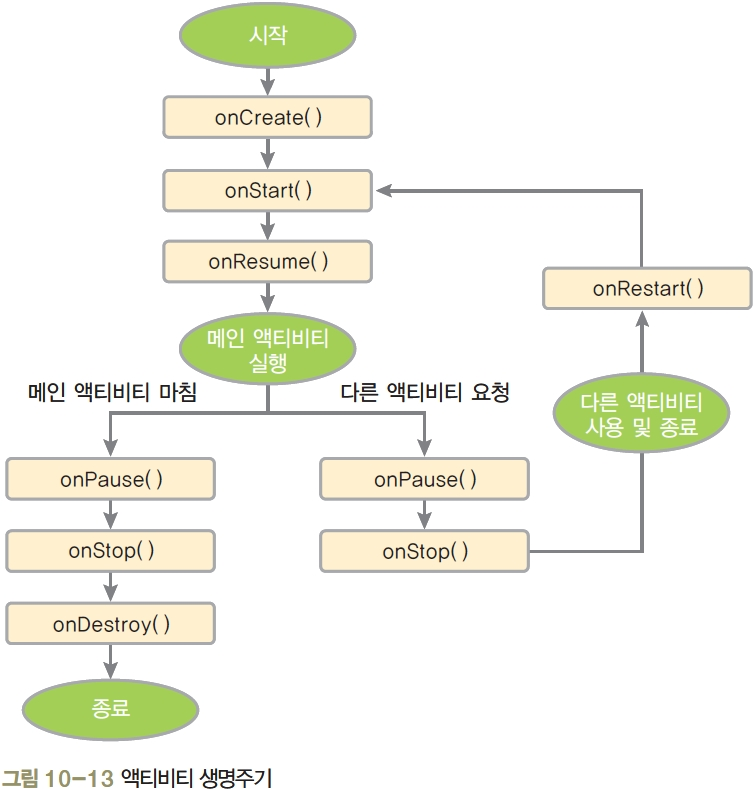 시작
onCreate( )
onStart( )
onResume( )
onRestart( )
메인 액티비티
실행
메인 액티비티 마침
다른 액티비티 요청
다른 액티비티
사용 및 종료
onPause( )
onPause( )
onStop( )
onStop( )
onDestroy( )
종료
그림 10-13 액티비티 생명주기